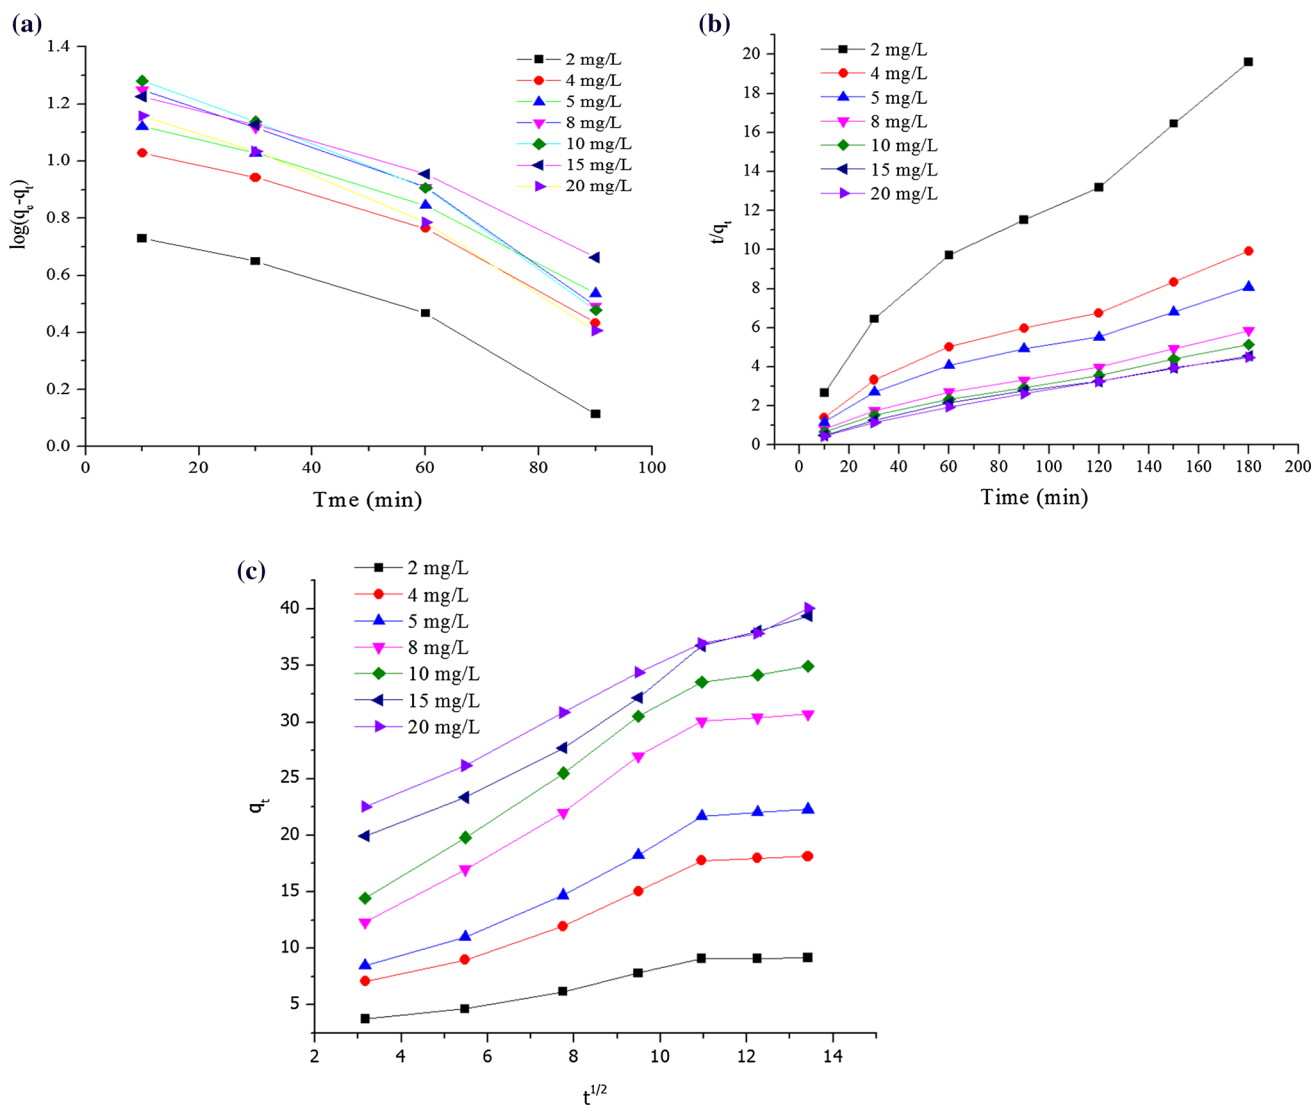 (a)
1.4
1.2
1.0
0.8
0.6
0.4
0.2
0.0
log(qe-qt)
0 20 40 60 80 100
Tme (min)
2 mg/L
4 mg/L
5 mg/L
8 mg/L
10 mg/L
15 mg/L
20 mg/L
(b)
20
18
16
14
12
10
8
6
4
2
0
t/qt
0 20 40 60 80 100 120 140 160 180 200
Time (min)
2 mg/L
4 mg/L
5 mg/L
8 mg/L
10 mg/L
15 mg/L
20 mg/L
(c)
40
35
30
25
20
15
10
5
qt
2 4 6 8 10 12 14
t1/2
2 mg/L
4 mg/L
5 mg/L
8 mg/L
10 mg/L
15 mg/L
20 mg/L